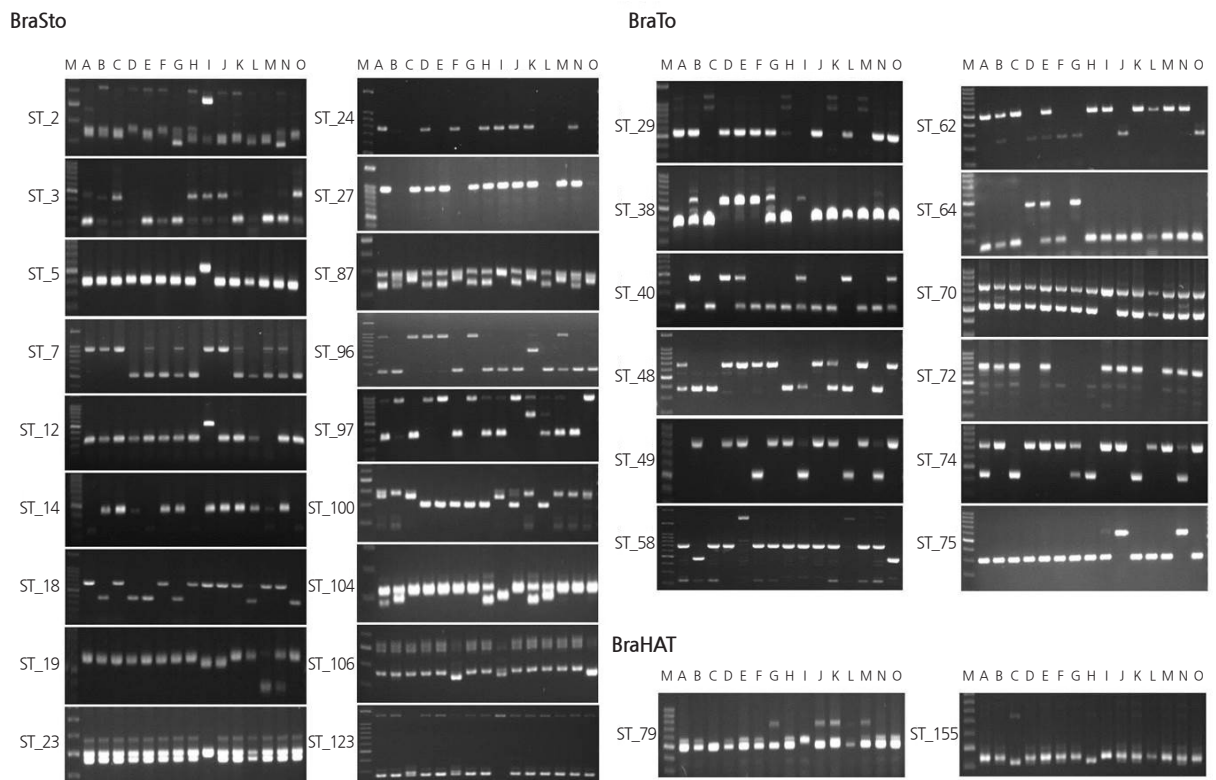 BraSto
M A B C D E F G H I J K L M N O
ST_2
ST_3
ST_5
ST_7
ST_12
ST_14
ST_18
ST_19
ST_23
M A B C D E F G H I J K L M N O
ST_24
ST_27
ST_87
ST_96
ST_97
ST_100
ST_104
ST_106
ST_123
BraTo
M A B C D E F G H I J K L M N O
ST_29
ST_38
ST_40
ST_48
ST_49
ST_58
M A B C D E F G H I J K L M N O
ST_62
ST_64
ST_70
ST_72
ST_74
ST_75
BraHAT
M A B C D E F G H I J K L M N O
ST_79
M A B C D E F G H I J K L M N O
ST_155